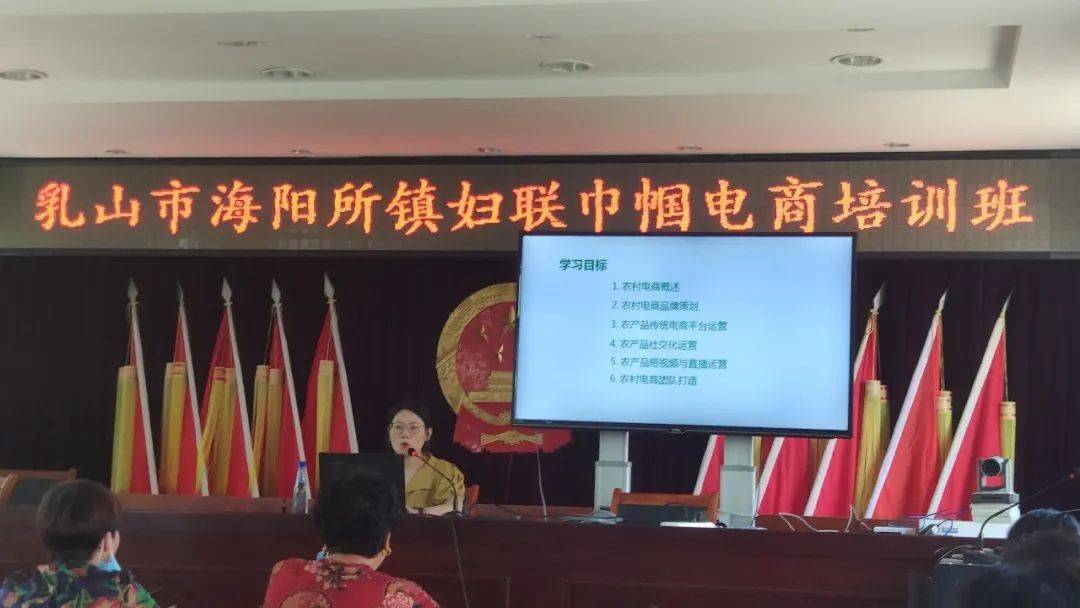 乳山市海阳所镇妇联巾帼电商培训班
学习目标
1. 农村电商概述
2. 农村电商品牌策划
3. 农产品传统电商平台运营
4. 农产品社交化运营
5. 农产品短视频与直播运营
6. 农村电商团队打造